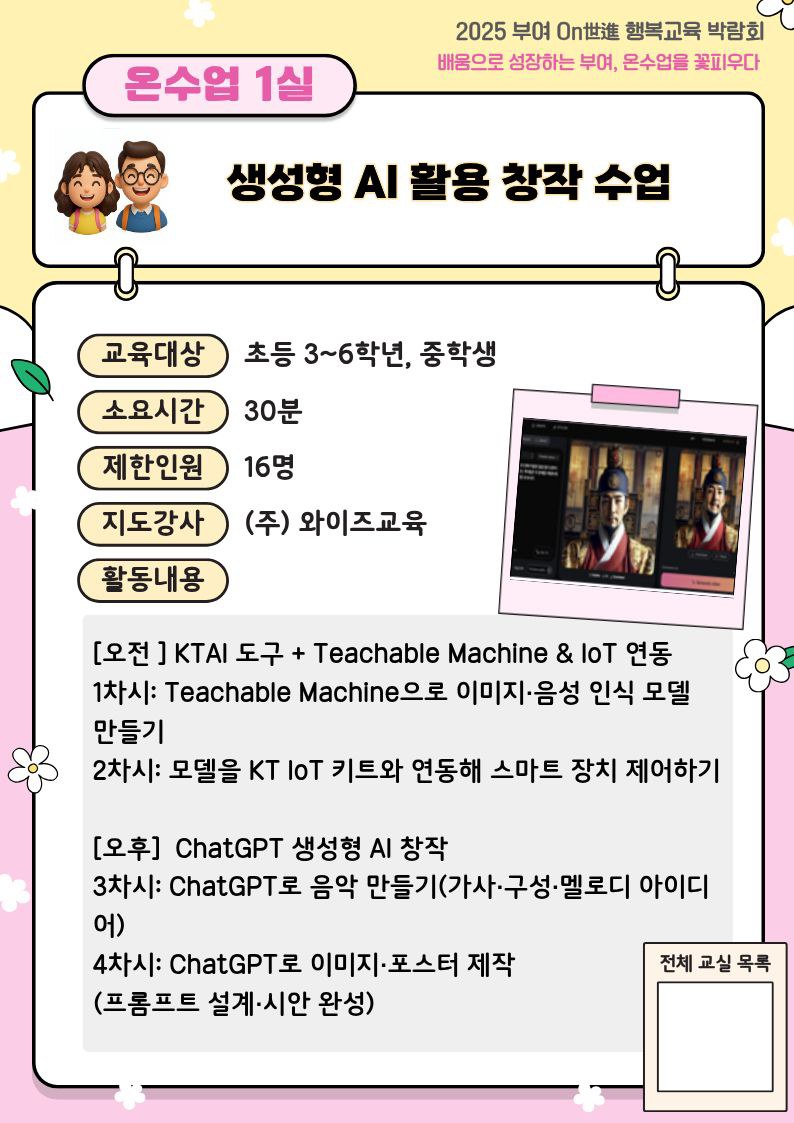 2025 부여 On世進 행복교육 박람회
배움으로 성장하는 부여, 온수업을 꽃피우다
온수업 1실
생성형 AI 활용 창작 수업
교육대상 초등 3~6학년, 중학생
소요시간 30분
제한인원 16명
지도강사 (주) 와이즈교육
활동내용
[오전 ] KTAI 도구 + Teachable Machine & IoT 연동
1차시: Teachable Machine으로 이미지·음성 인식 모델
만들기
2차시: 모델을 KT IoT 키트와 연동해 스마트 장치 제어하기
[오후] ChatGPT 생성형 AI 창작
3차시: ChatGPT로 음악 만들기(가사·구성·멜로디 아이디
어)
4차시: ChatGPT로 이미지·포스터 제작
(프롬프트 설계·시안 완성)
전체 교실 목록